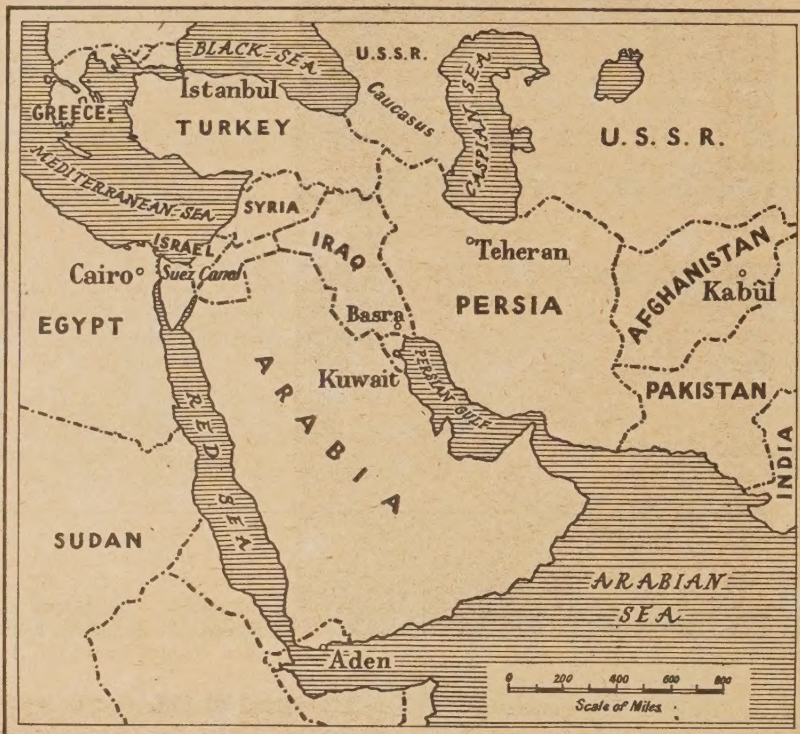 BLACK SEA
U.S.S.R.
Caucasus
CASPIAN SEA
U. S. S. R.
Istanbul
GREECE
TURKEY
MEDITERRANEAN SEA
SYRIA
ISRAEL
IRAQ
Teheran
AFGHANISTAN
Kabûl
Cairo
Suez Canal
EGYPT
Basra
PERSIA
Kuwait
PERSIAN GULF
PAKISTAN
INDIA
ARABIA
RED SEA
SUDAN
ARABIAN
SEA
Aden
0 200 400 600 800
Scale of Miles